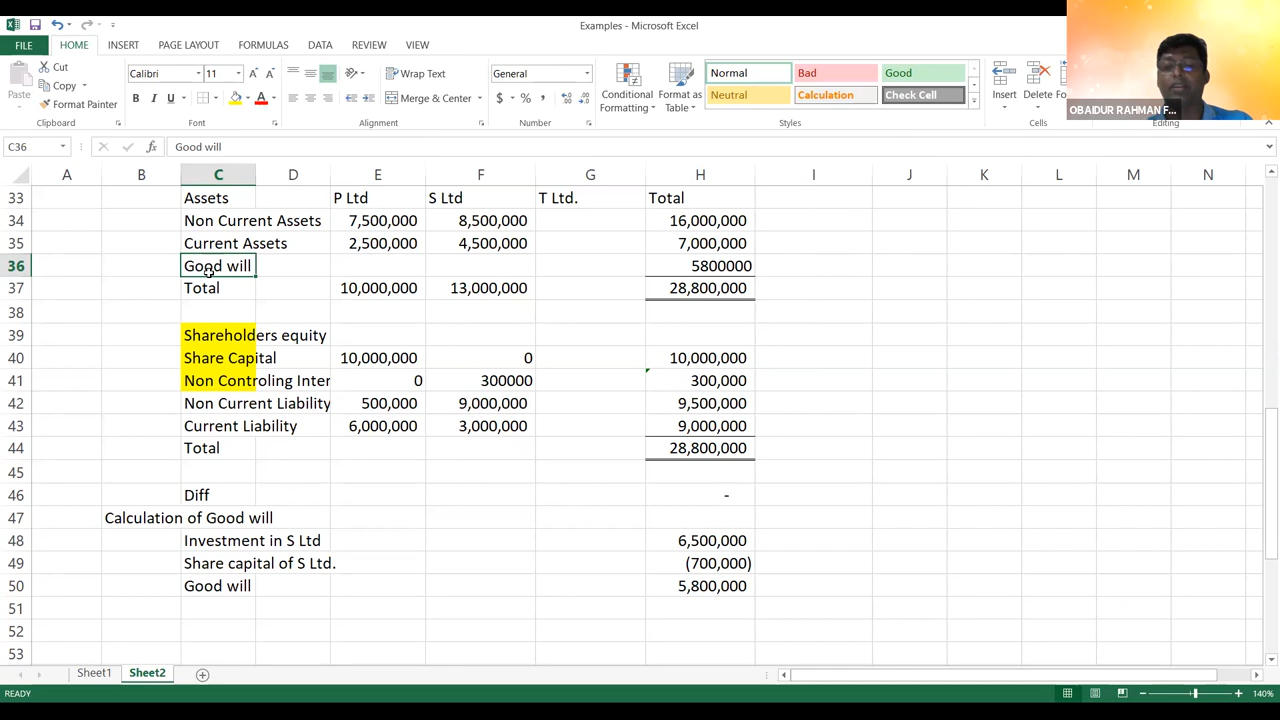 Examples - Microsoft Excel
FILE HOME INSERT PAGE LAYOUT FORMULAS DATA REVIEW VIEW
Cut
Copy
Format Painter
Paste
Clipboard
Calibri 11
B I U
Font
Wrap Text
Merge & Center
Alignment
General
$ % ,
Number
Conditional
Formatting
Format as
Table
Normal Bad Good
Neutral Calculation Check Cell
Styles
Insert Delete Fo
Cells
Editing
OBAIDUR RAHMAN F...
C36 fx Good will
A B C D E F G H I J K L M N
33 Assets P Ltd S Ltd T Ltd. Total
34 Non Current Assets 7,500,000 8,500,000 16,000,000
35 Current Assets 2,500,000 4,500,000 7,000,000
36 Good will 5800000
37 Total 10,000,000 13,000,000 28,800,000
38
39 Shareholders equity
40 Share Capital 10,000,000 0 10,000,000
41 Non Controling Inter 0 300000 300,000
42 Non Current Liability 500,000 9,000,000 9,500,000
43 Current Liability 6,000,000 3,000,000 9,000,000
44 Total 28,800,000
45
46 Diff -
47 Calculation of Good will
48 Investment in S Ltd 6,500,000
49 Share capital of S Ltd. (700,000)
50 Good will 5,800,000
51
52
53
Sheet1 Sheet2
READY 140%